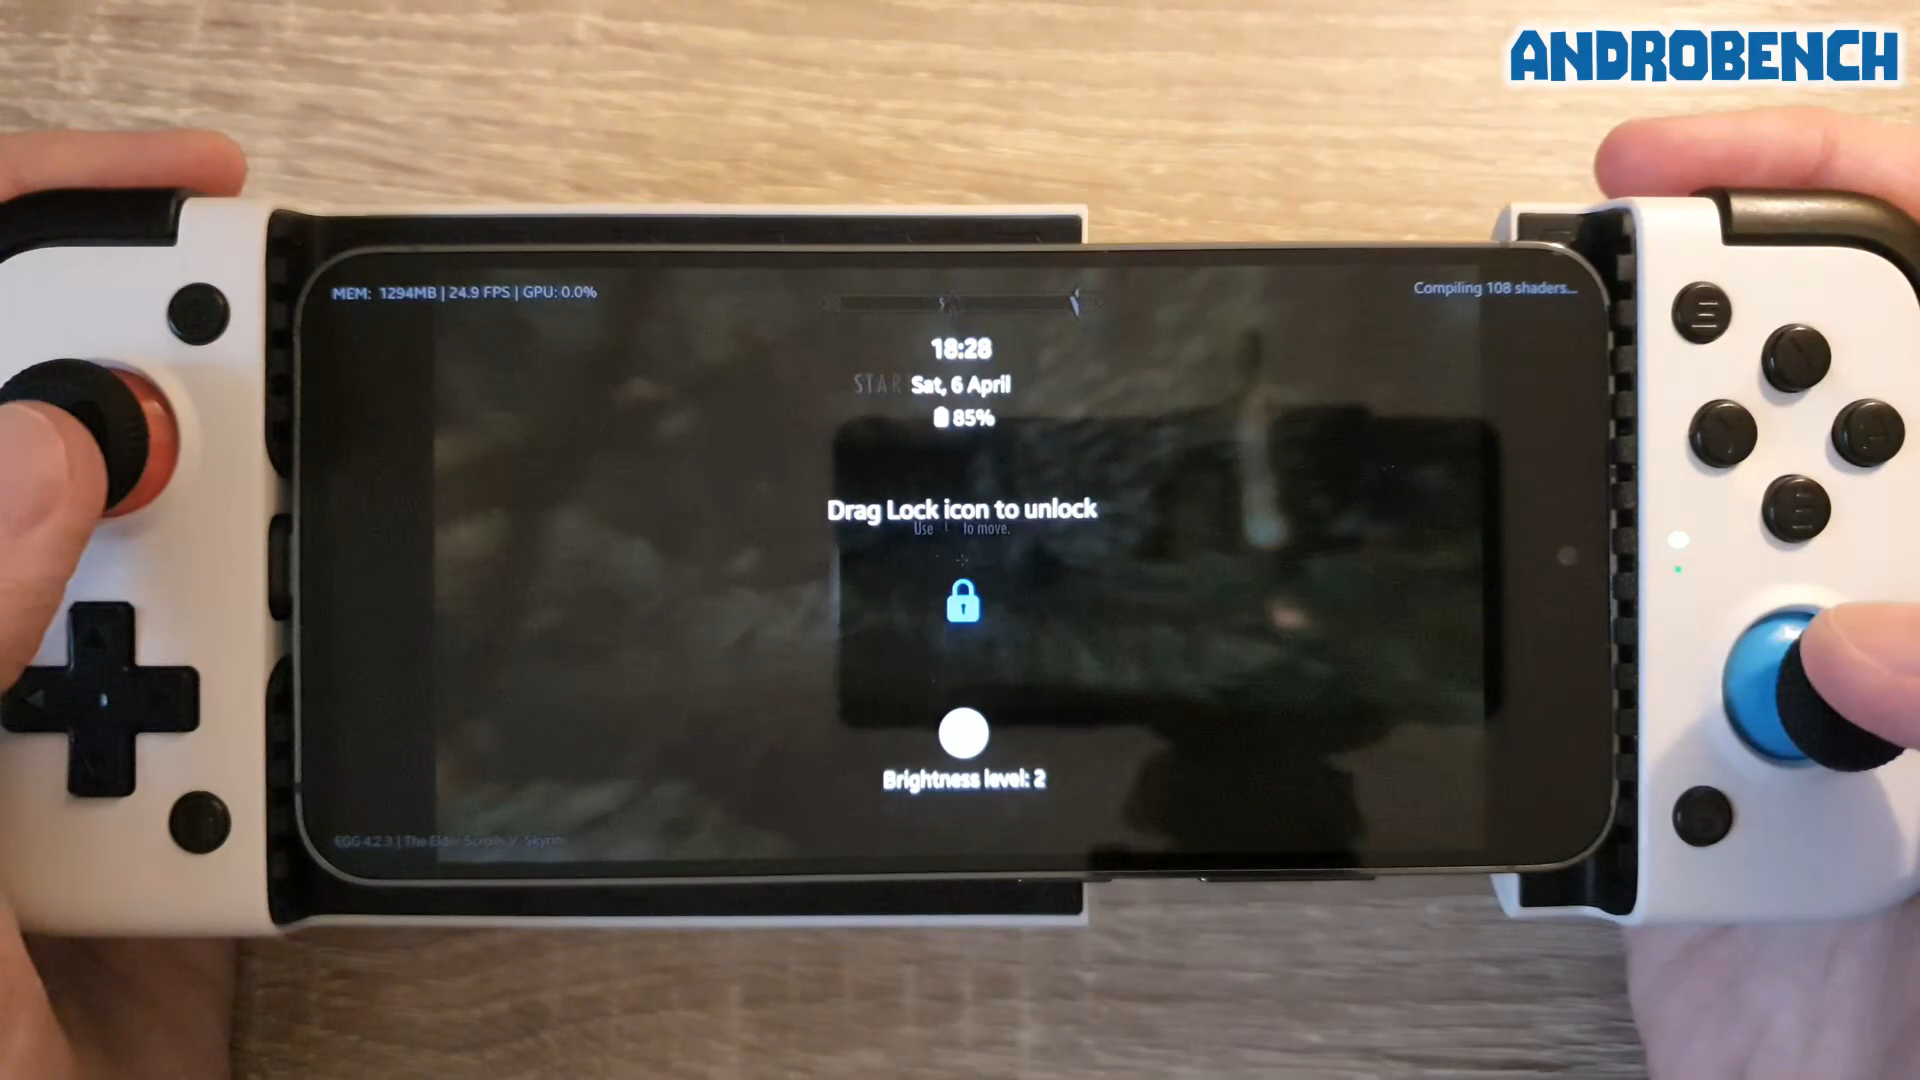 ANDROBENCH
MEM: 1294MB | 24.9 FPS | GPU: 0.0%
Compiling 108 shaders...
S
18:28
START
Sat, 6 April
85%
Drag Lock icon to unlock
Use L to move.
Brightness level: 2
EGG 4.2.3 | The Elder Scrolls V: Skyrim